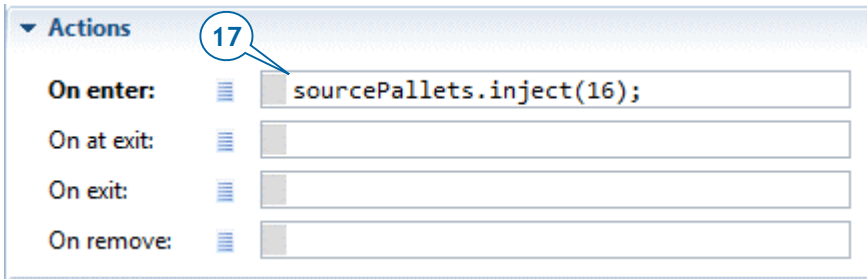 Actions
17
On enter: sourcePallets.inject(16);
On at exit:
On exit:
On remove: